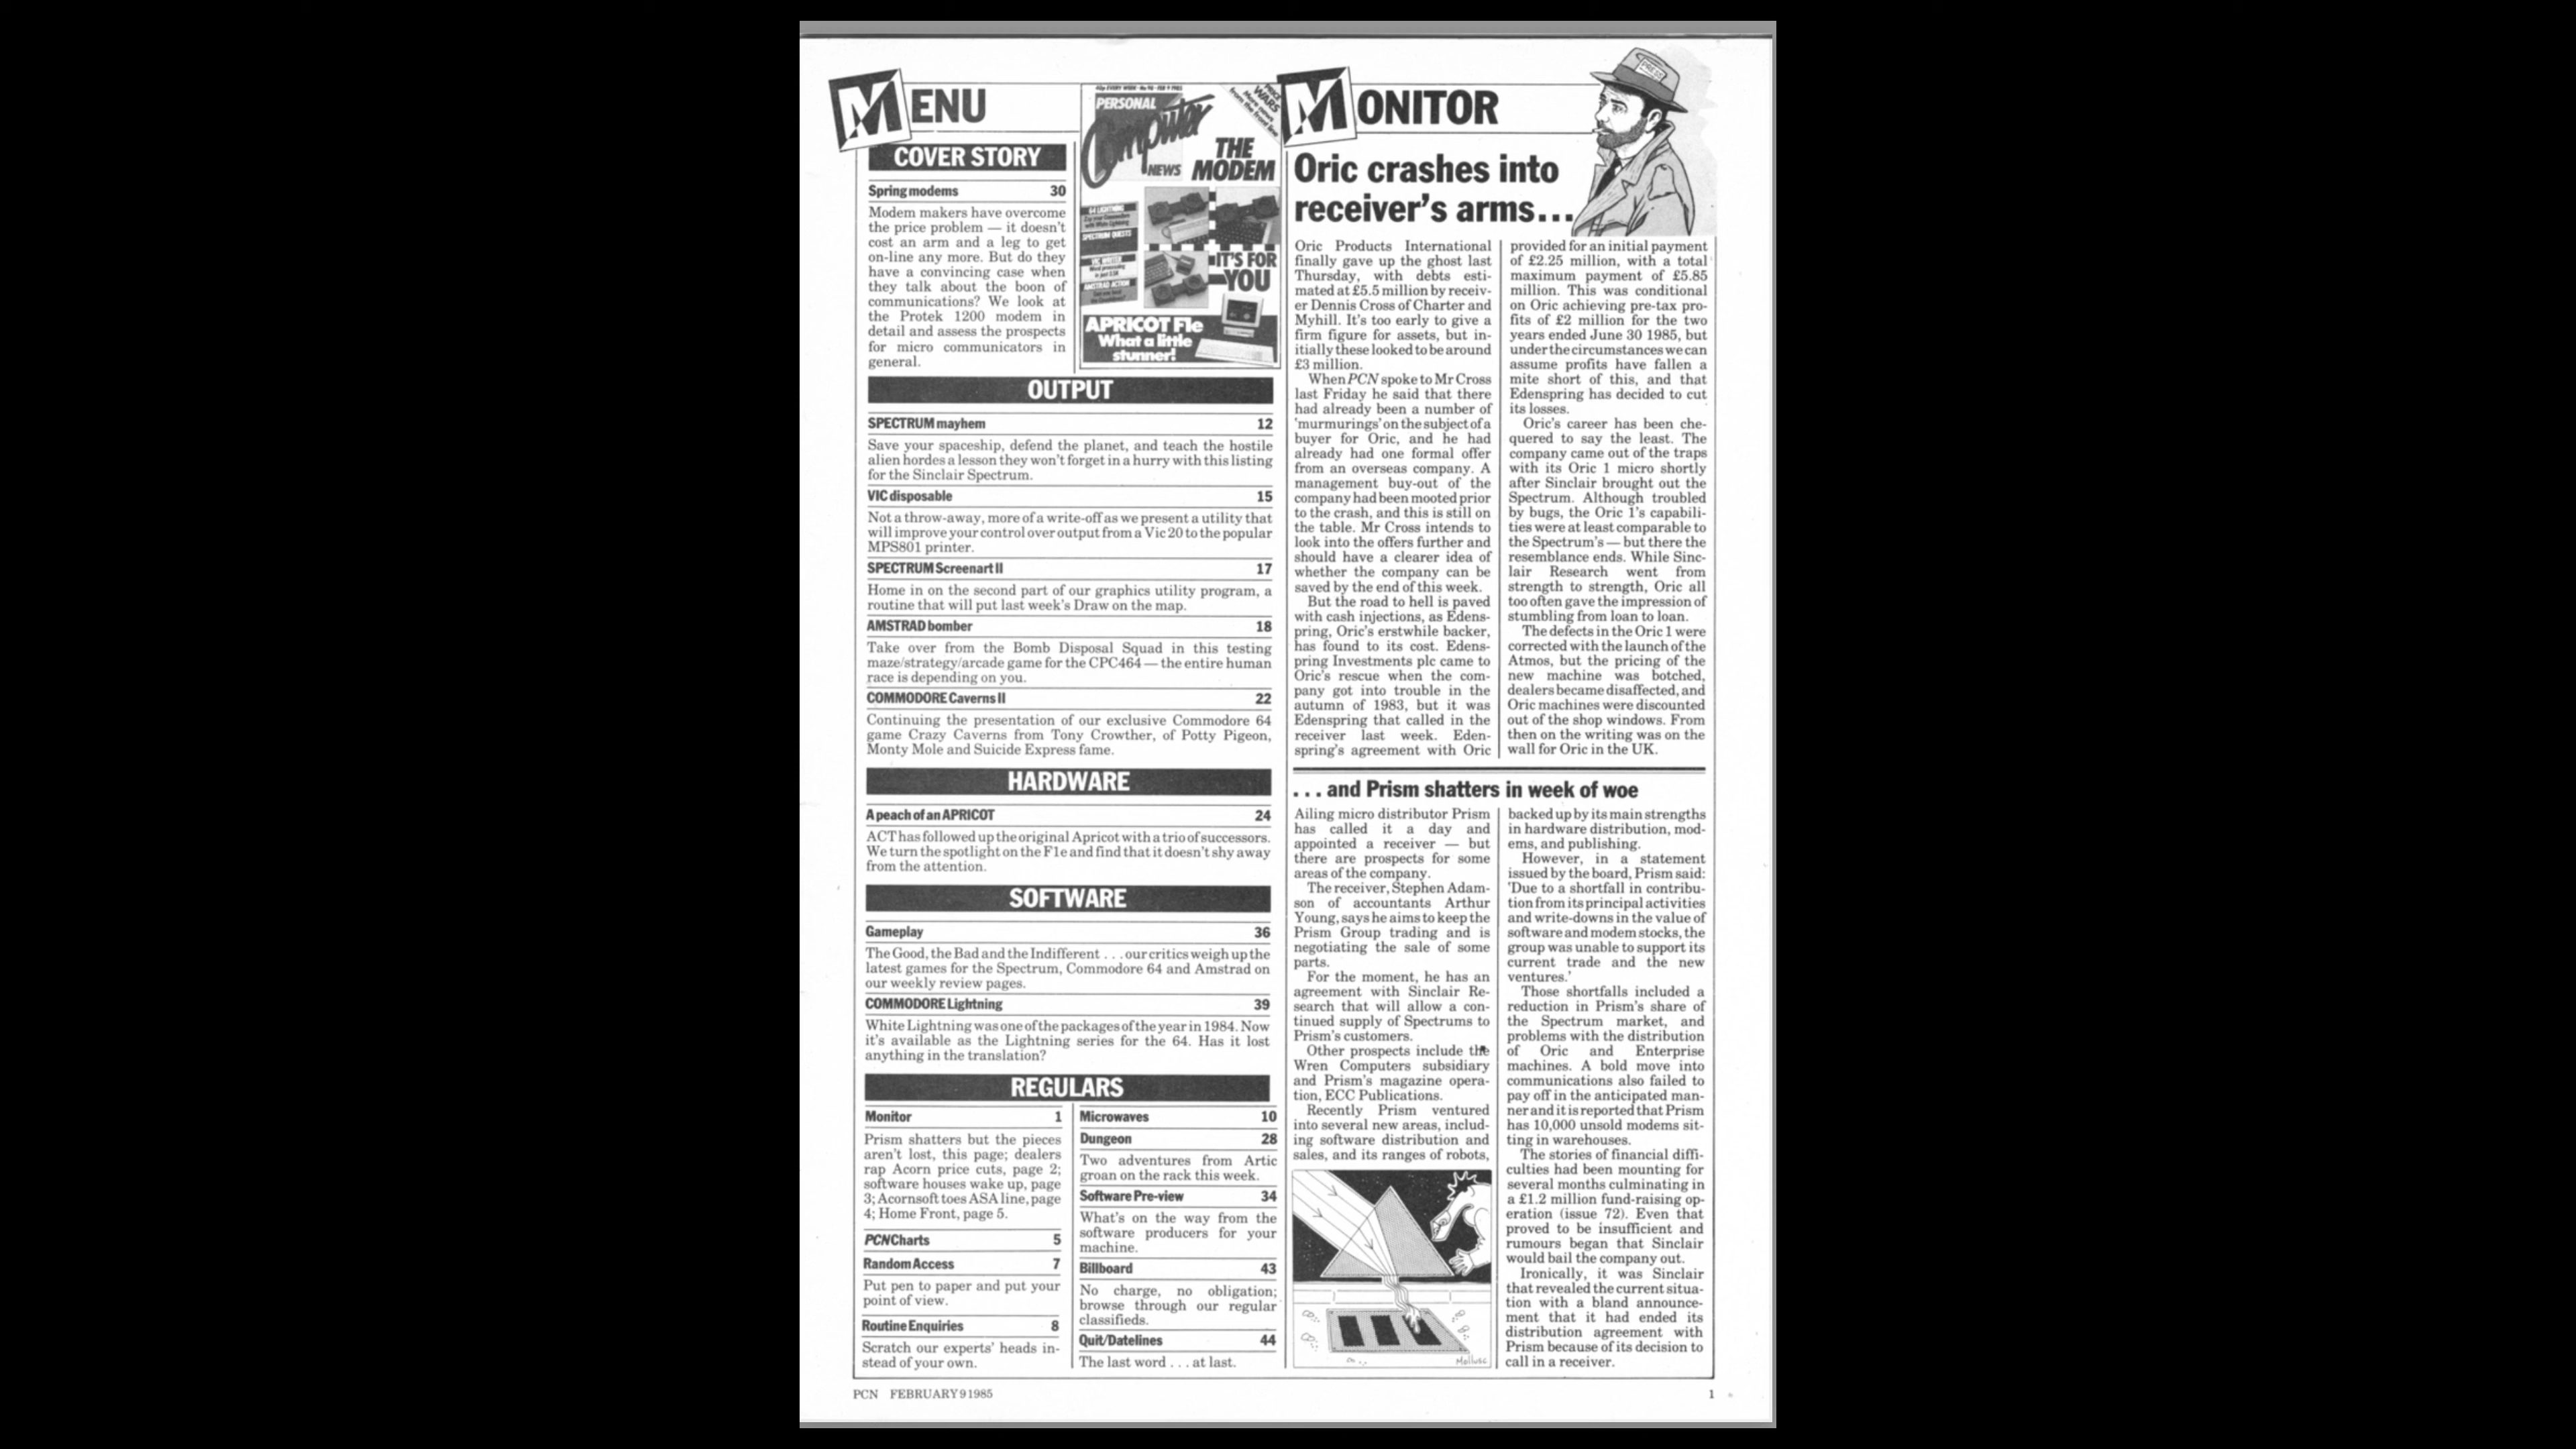 MENU
COVER STORY
Spring modems 30
Modem makers have overcome
the price problem — it doesn't
cost an arm and a leg to get
on-line any more. But do they
have a convincing case when
they talk about the boon of
communications? We look at
the Protek 1200 modem in
detail and assess the prospects
for micro communicators in
general.
PERSONAL
Computer
NEWS
THE
MODEM
IT'S FOR
YOU
APRICOT F1e
What a little
stunner!
OUTPUT
SPECTRUM mayhem 12
Save your spaceship, defend the planet, and teach the hostile
alien hordes a lesson they won't forget in a hurry with this listing
for the Sinclair Spectrum.
VIC disposable 15
Not a throw-away, more of a write-off as we present a utility that
will improve your control over output from a Vic 20 to the popular
MPS801 printer.
SPECTRUM Screenart II 17
Home in on the second part of our graphics utility program, a
routine that will put last week's Draw on the map.
AMSTRAD bomber 18
Take over from the Bomb Disposal Squad in this testing
maze/strategy/arcade game for the CPC464 — the entire human
race is depending on you.
COMMODORE Caverns II 22
Continuing the presentation of our exclusive Commodore 64
game Crazy Caverns from Tony Crowther, of Potty Pigeon,
Monty Mole and Suicide Express fame.
HARDWARE
A peach of an APRICOT 24
ACT has followed up the original Apricot with a trio of successors.
We turn the spotlight on the F1e and find that it doesn't shy away
from the attention.
SOFTWARE
Gameplay 36
The Good, the Bad and the Indifferent . . . our critics weigh up the
latest games for the Spectrum, Commodore 64 and Amstrad on
our weekly review pages.
COMMODORE Lightning 39
White Lightning was one of the packages of the year in 1984. Now
it's available as the Lightning series for the 64. Has it lost
anything in the translation?
REGULARS
Monitor 1
Prism shatters but the pieces
aren't lost, this page; dealers
rap Acorn price cuts, page 2;
software houses wake up, page
3; Acornsoft toes ASA line, page
4; Home Front, page 5.
PCN Charts 5
Random Access 7
Put pen to paper and put your
point of view.
Routine Enquiries 8
Scratch our experts' heads in-
stead of your own.
Microwaves 10
Dungeon 28
Two adventures from Artic
groan on the rack this week.
Software Pre-view 34
What's on the way from the
software producers for your
machine.
Billboard 43
No charge, no obligation;
browse through our regular
classifieds.
Quit/Datelines 44
The last word . . . at last.
MONITOR
PRESS
Oric crashes into
receiver's arms...
Oric Products International
finally gave up the ghost last
Thursday, with debts esti-
mated at £5.5 million by receiv-
er Dennis Cross of Charter and
Myhill. It's too early to give a
firm figure for assets, but in-
itially these looked to be around
£3 million.
When PCN spoke to Mr Cross
last Friday he said that there
had already been a number of
'murmurings' on the subject of a
buyer for Oric, and he had
already had one formal offer
from an overseas company. A
management buy-out of the
company had been mooted prior
to the crash, and this is still on
the table. Mr Cross intends to
look into the offers further and
should have a clearer idea of
whether the company can be
saved by the end of this week.
But the road to hell is paved
with cash injections, as Edens-
pring, Oric's erstwhile backer,
has found to its cost. Edens-
pring Investments plc came to
Oric's rescue when the com-
pany got into trouble in the
autumn of 1983, but it was
Edenspring that called in the
receiver last week. Eden-
spring's agreement with Oric
provided for an initial payment
of £2.25 million, with a total
maximum payment of £5.85
million. This was conditional
on Oric achieving pre-tax pro-
fits of £2 million for the two
years ended June 30 1985, but
under the circumstances we can
assume profits have fallen a
mite short of this, and that
Edenspring has decided to cut
its losses.
Oric's career has been che-
quered to say the least. The
company came out of the traps
with its Oric 1 micro shortly
after Sinclair brought out the
Spectrum. Although troubled
by bugs, the Oric 1's capabili-
ties were at least comparable to
the Spectrum's — but there the
resemblance ends. While Sinc-
lair Research went from
strength to strength, Oric all
too often gave the impression of
stumbling from loan to loan.
The defects in the Oric 1 were
corrected with the launch of the
Atmos, but the pricing of the
new machine was botched,
dealers became disaffected, and
Oric machines were discounted
out of the shop windows. From
then on the writing was on the
wall for Oric in the UK.
. . . and Prism shatters in week of woe
Ailing micro distributor Prism
has called it a day and
appointed a receiver — but
there are prospects for some
areas of the company.
The receiver, Stephen Adam-
son of accountants Arthur
Young, says he aims to keep the
Prism Group trading and is
negotiating the sale of some
parts.
For the moment, he has an
agreement with Sinclair Re-
search that will allow a con-
tinued supply of Spectrums to
Prism's customers.
Other prospects include the
Wren Computers subsidiary
and Prism's magazine opera-
tion, ECC Publications.
Recently Prism ventured
into several new areas, includ-
ing software distribution and
sales, and its ranges of robots,
Mollusc
backed up by its main strengths
in hardware distribution, mod-
ems, and publishing.
However, in a statement
issued by the board, Prism said:
'Due to a shortfall in contribu-
tion from its principal activities
and write-downs in the value of
software and modem stocks, the
group was unable to support its
current trade and the new
ventures.'
Those shortfalls included a
reduction in Prism's share of
the Spectrum market, and
problems with the distribution
of Oric and Enterprise
machines. A bold move into
communications also failed to
pay off in the anticipated man-
ner and it is reported that Prism
has 10,000 unsold modems sit-
ting in warehouses.
The stories of financial diffi-
culties had been mounting for
several months culminating in
a £1.2 million fund-raising op-
eration (issue 72). Even that
proved to be insufficient and
rumours began that Sinclair
would bail the company out.
Ironically, it was Sinclair
that revealed the current situa-
tion with a bland announce-
ment that it had ended its
distribution agreement with
Prism because of its decision to
call in a receiver.
PCN FEBRUARY 9 1985
1